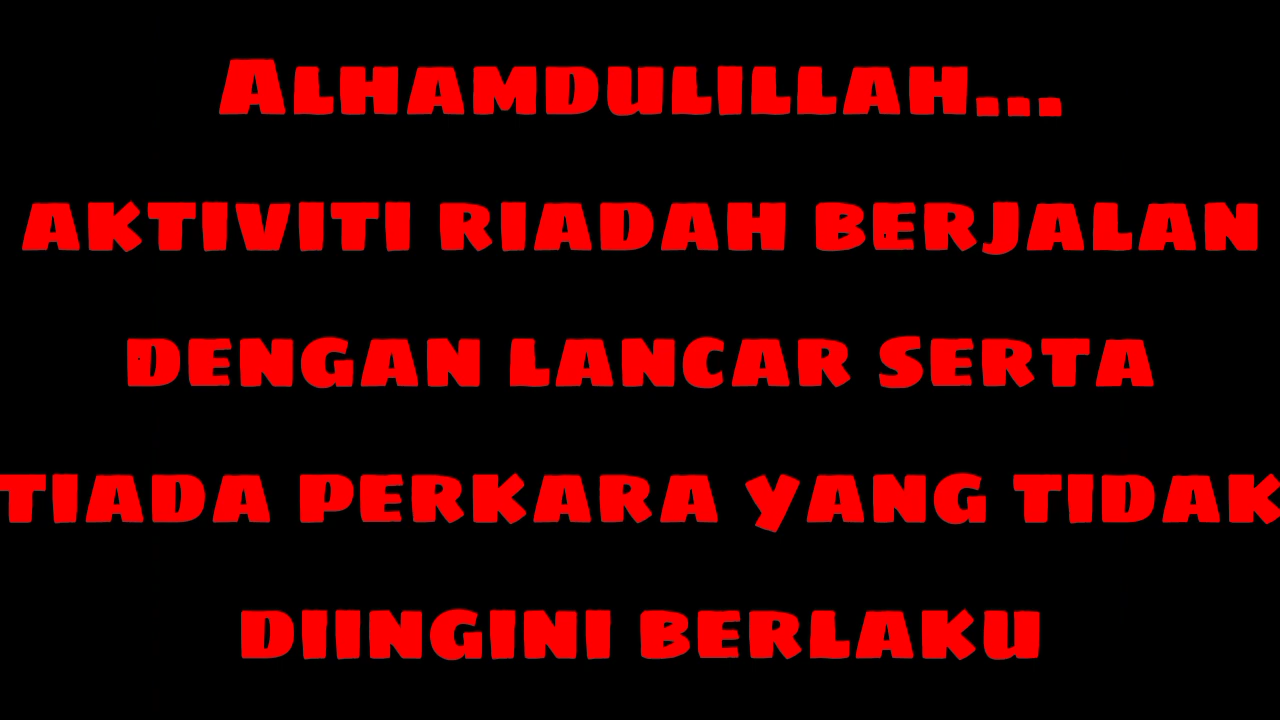 Alhamdulillah...
aktiviti riadah berjalan
dengan lancar serta
tiada perkara yang tidak
diingini berlaku